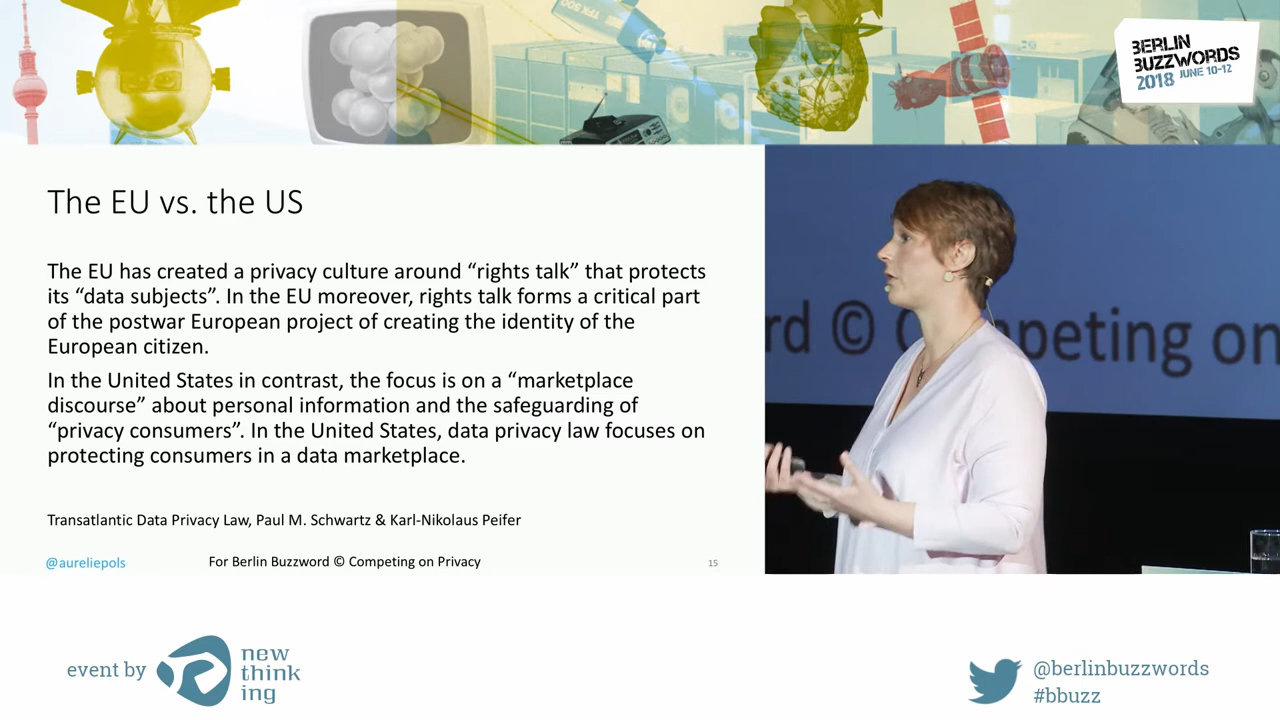 TPX 500
BERLIN
BUZZWORDS
2018 JUNE 10-12
The EU vs. the US
The EU has created a privacy culture around “rights talk” that protects
its “data subjects”. In the EU moreover, rights talk forms a critical part
of the postwar European project of creating the identity of the
European citizen.
In the United States in contrast, the focus is on a “marketplace
discourse” about personal information and the safeguarding of
“privacy consumers”. In the United States, data privacy law focuses on
protecting consumers in a data marketplace.
Transatlantic Data Privacy Law, Paul M. Schwartz & Karl-Nikolaus Peifer
@aureliepols For Berlin Buzzword © Competing on Privacy 15
rd © Competing on
event by
new
think
ing
@berlinbuzzwords
#bbuzz